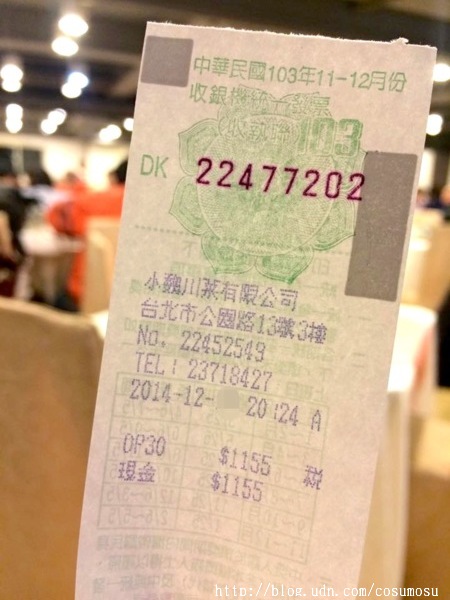 中華民國103年11-12月份
收銀機統一發票
收執聯 103
DK 22477202
小魏川菜有限公司
台北市公園路13號3樓
No. 22452549
TEL: 23718427
2014-12- 20:24 A
DP30 $1155 稅
現金 $1155
http://blog.udn.com/cosumosu